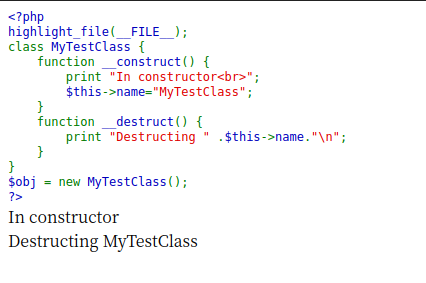 <?php
highlight_file(__FILE__);
class MyTestClass {
    function __construct() {
        print "In constructor<br>";
        $this->name="MyTestClass";
    }
    function __destruct() {
        print "Destructing " .$this->name."\n";
    }
}
$obj = new MyTestClass();
?>
In constructor
Destructing MyTestClass